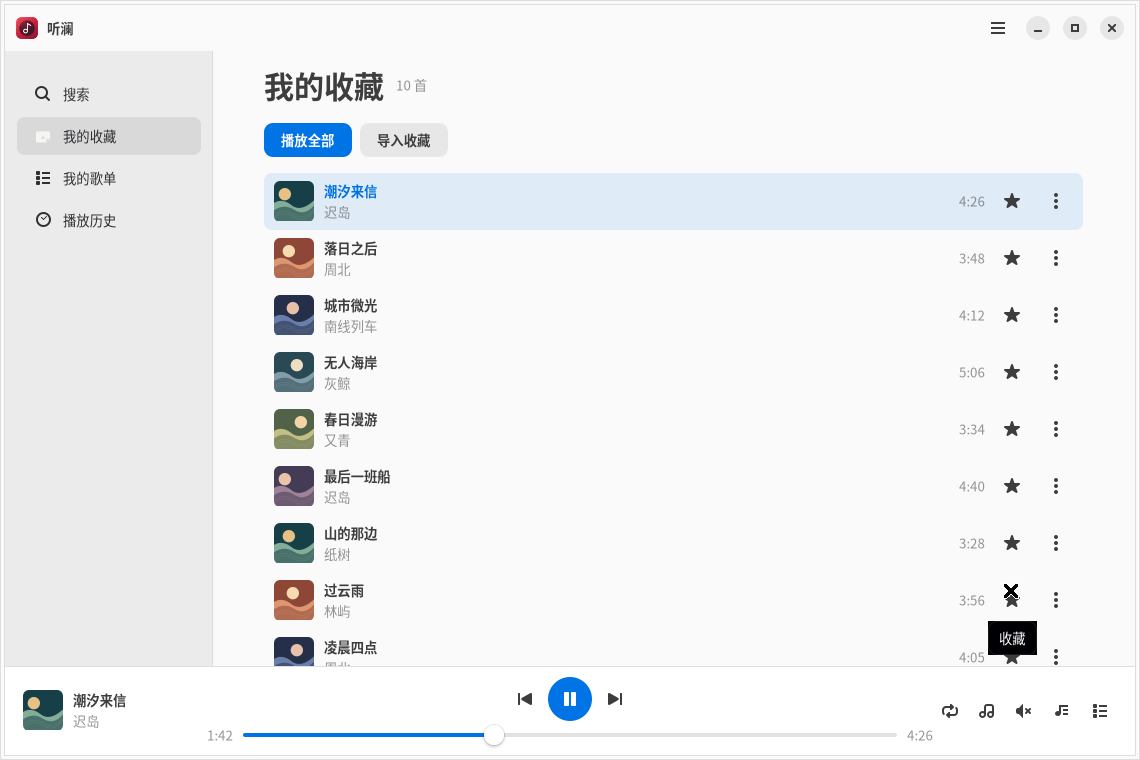 听澜
搜索
我的收藏
我的歌单
播放历史
我的收藏 10 首
播放全部 导入收藏
潮汐来信
迟岛
4:26
落日之后
周北
3:48
城市微光
南线列车
4:12
无人海岸
灰鲸
5:06
春日漫游
又青
3:34
最后一班船
迟岛
4:40
山的那边
纸树
3:28
过云雨
林屿
3:56
收藏
凌晨四点
周北
4:05
潮汐来信
迟岛
1:42
4:26